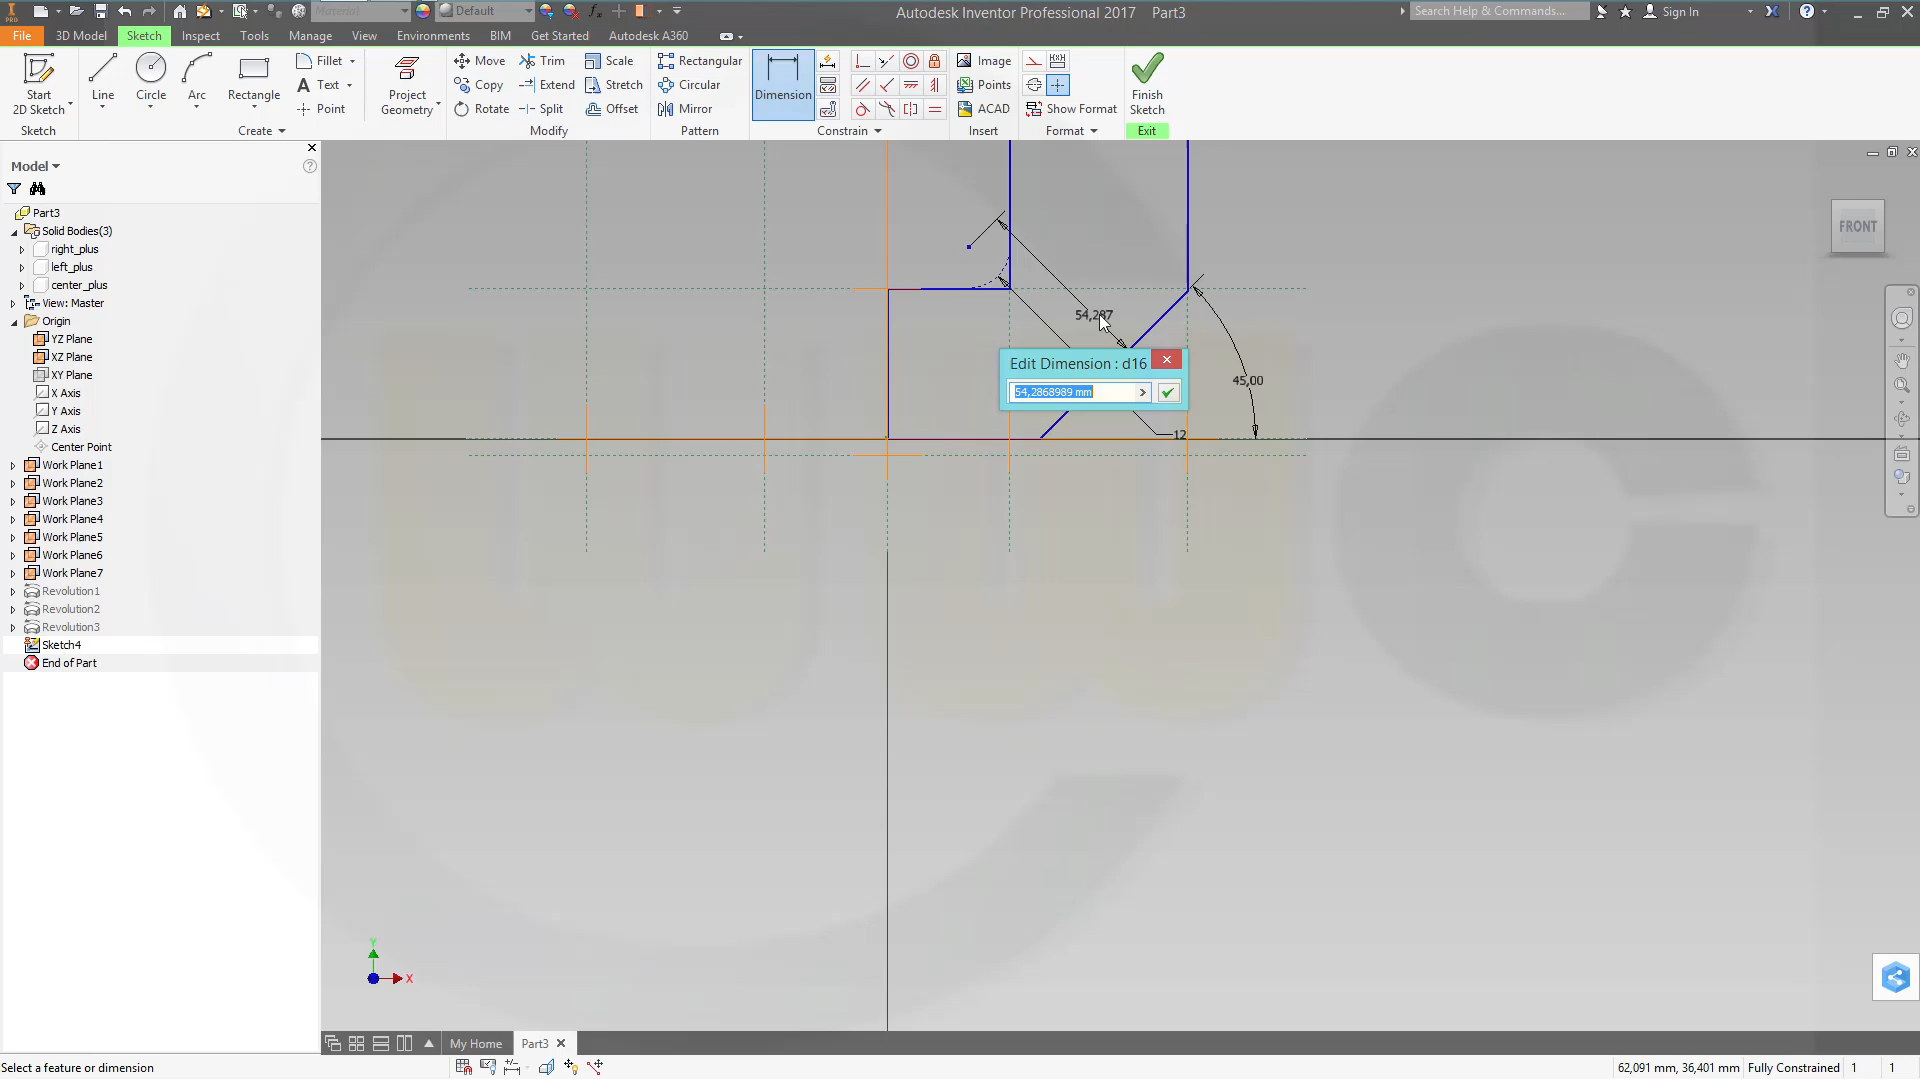 Material
Default
Autodesk Inventor Professional 2017 Part3
Search Help & Commands...
Sign In
PRO
File
3D Model
Sketch
Inspect
Tools
Manage
View
Environments
BIM
Get Started
Autodesk A360
Start
2D Sketch
Line
Circle
Arc
Rectangle
Fillet
Text
Point
Project
Geometry
Move
Copy
Rotate
Trim
Extend
Split
Scale
Stretch
Offset
Rectangular
Circular
Mirror
Dimension
Image
Points
ACAD
Show Format
Finish
Sketch
Sketch
Create
Modify
Pattern
Constrain
Insert
Format
Exit
Model
Part3
Solid Bodies(3)
right_plus
left_plus
center_plus
View: Master
Origin
YZ Plane
XZ Plane
XY Plane
X Axis
Y Axis
Z Axis
Center Point
Work Plane1
Work Plane2
Work Plane3
Work Plane4
Work Plane5
Work Plane6
Work Plane7
Revolution1
Revolution2
Revolution3
Sketch4
End of Part
FRONT
54,287
Edit Dimension : d16
54,2868989 mm
45,00
12
Y
X
My Home
Part3
Select a feature or dimension
62,091 mm, 36,401 mm
Fully Constrained
1
1